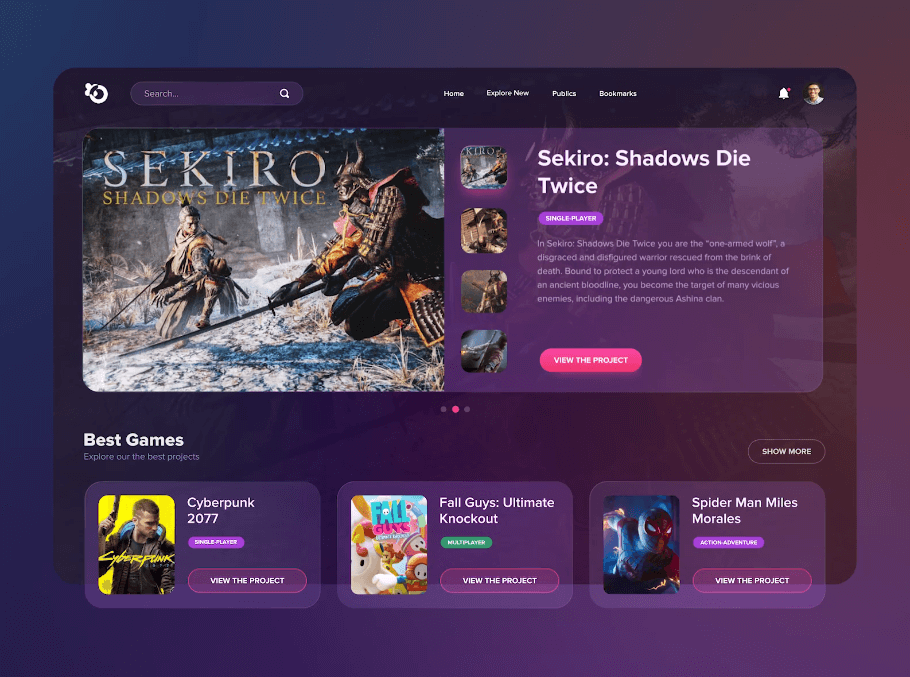 Search...
Home
Explore New
Publics
Bookmarks
SEKIRO
SHADOWS DIE TWICE
SEKIRO
Sekiro: Shadows Die
Twice
SINGLE-PLAYER
In Sekiro: Shadows Die Twice you are the "one-armed wolf", a
disgraced and disfigured warrior rescued from the brink of
death. Bound to protect a young lord who is the descendant of
an ancient bloodline, you become the target of many vicious
enemies, including the dangerous Ashina clan.
VIEW THE PROJECT
Best Games
Explore our the best projects
SHOW MORE
Cyberpunk
Cyberpunk
2077
SINGLE-PLAYER
VIEW THE PROJECT
FALL
GUYS
Fall Guys: Ultimate
Knockout
MULTIPLAYER
VIEW THE PROJECT
Spider Man Miles
Morales
ACTION-ADVENTURE
VIEW THE PROJECT